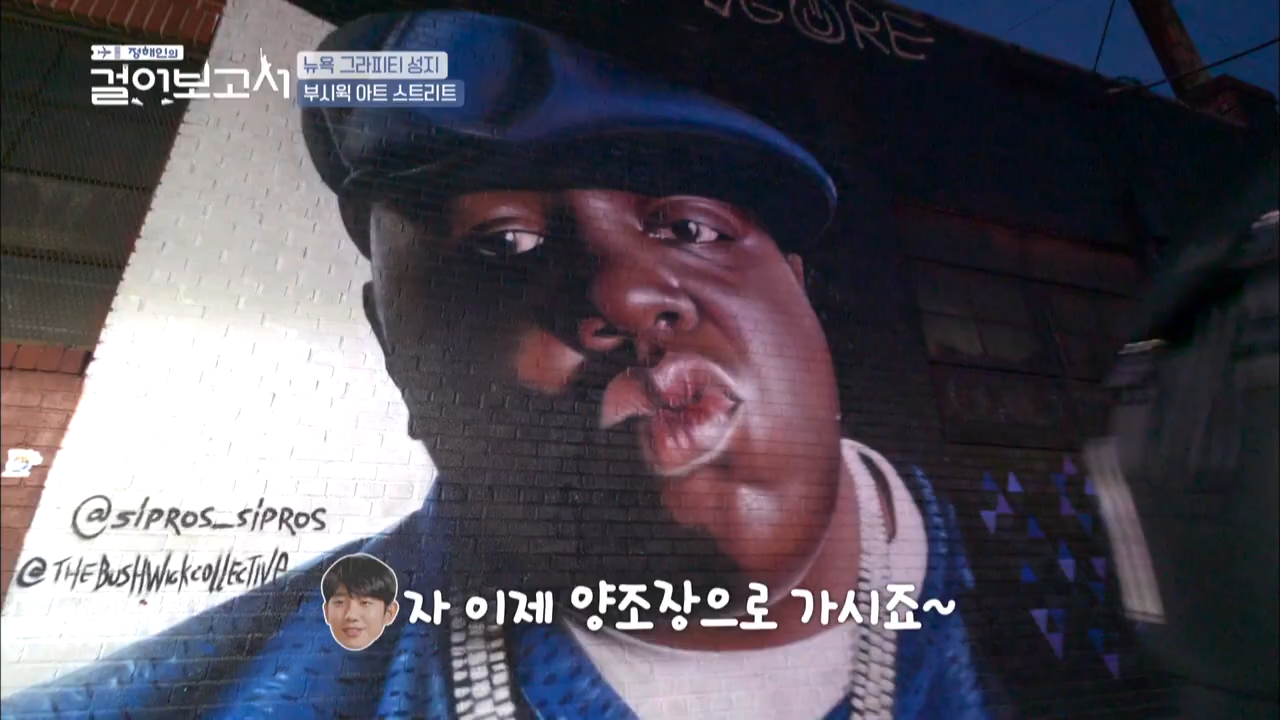 정해인의
걸어보고서
뉴욕 그라피티 성지
부시윅 아트 스트리트
@SIPROS_SIPROS
@THEBUSHWICKCOLLECTIVE
자 이제 양조장으로 가시죠~